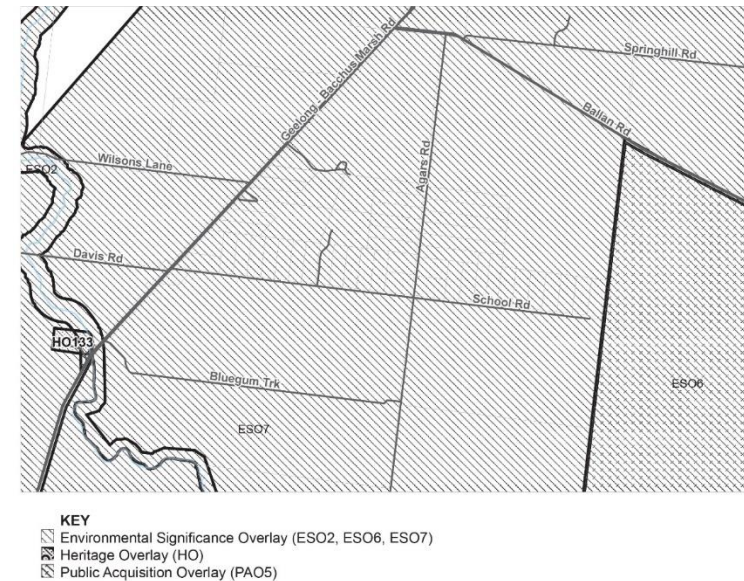 Springhill Rd
Geelong - Bacchus Marsh Rd
Ballan Rd
Agars Rd
Wilsons Lane
ESO2
Davis Rd
School Rd
HO133
Bluegum Trk
ESO6
ESO7
KEY
Environmental Significance Overlay (ESO2, ESO6, ESO7)
Heritage Overlay (HO)
Public Acquisition Overlay (PAO5)